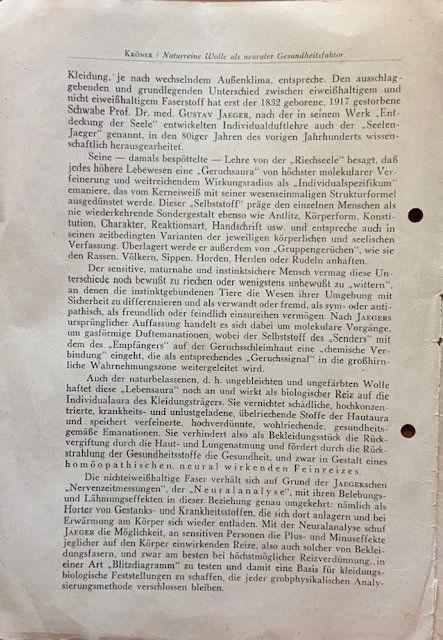 KRÖNER / Naturreine Wolle als neuraler Gesundheitsfaktor
Kleidung, je nach wechselndem Außenklima, entspreche. Den ausschlag-
gebenden und grundlegenden Unterschied zwischen eiweißhaltigem und
nicht eiweißhaltigem Faserstoff hat erst der 1832 geborene, 1917 gestorbene
Schwabe Prof. Dr. med. GUSTAV JAEGER, nach der in seinem Werk „Ent-
deckung der Seele“ entwickelten Individualduftlehre auch der „Seelen-
Jaeger“ genannt, in den 80iger Jahren des vorigen Jahrhunderts wissen-
schaftlich herausgearbeitet.
Seine — damals bespöttelte — Lehre von der „Riechseele“ besagt, daß
jedes höhere Lebewesen eine „Geruchsaura“ von höchster molekularer Ver-
feinerung und weitreichendem Wirkungsradius als „Individualspezifikum“
emaniere, das vom Kerneiweiß mit seiner wesenseinmaligen Strukturformel
ausgedünstet werde. Dieser „Selbststoff“ präge den einzelnen Menschen als
nie wiederkehrende Sondergestalt ebenso wie Antlitz, Körperform, Konsti-
tution, Charakter, Reaktionsart, Handschrift usw. und entspreche auch in
seinen zeitbedingten Varianten der jeweiligen körperlichen und seelischen
Verfassung. Überlagert werde er außerdem von „Gruppengerüchen“, wie sie
den Rassen, Völkern, Sippen, Horden, Herden oder Rudeln anhaften.
Der sensitive, naturnahe und instinktsichere Mensch vermag diese Un-
terschiede noch bewußt zu riechen oder wenigstens unbewußt zu „wittern“,
an denen die instinktgebundenen Tiere die Wesen ihrer Umgebung mit
Sicherheit zu differenzieren und als verwandt oder fremd, als sym- oder anti-
pathisch, als freundlich oder feindlich einzureihen vermögen. Nach JAEGERS
ursprünglicher Auffassung handelt es sich dabei um molekulare Vorgänge,
um gasförmige Duftemanationen, wobei der Selbststoff des „Senders“ mit
dem des „Empfängers“ auf der Geruchsschleimhaut eine „chemische Ver-
bindung“ eingeht, die als entsprechendes „Geruchssignal“ in die großhirn-
liche Wahrnehmungszone weitergeleitet wird.
Auch der naturbelassenen, d. h. ungebleichten und ungefärbten Wolle
haftet diese „Lebensaura“ noch an und wirkt als biologischer Reiz auf die
Individualaura des Kleidungsträgers. Sie vernichtet schädliche, hochkonzen-
trierte, krankheits- und unlustgeladene, übelriechende Stoffe der Hautaura
und speichert verfeinerte, hochverdünnte, wohlriechende, gesundheits-
gemäße Emanationen. Sie verhindert also als Bekleidungsstück die Rück-
vergiftung durch die Haut- und Lungenatmung und fördert durch die Rück-
strahlung der Gesundheitsstoffe die Gesundheit, und zwar in Gestalt eines
homöopathischen, neural wirkenden Feinreizes.
Die nichteiweißhaltige Faser verhält sich auf Grund der JAEGERschen
„Nervenzeitmessungen“, der „Neuralanalyse“, mit ihren Belebungs-
und Lähmungseffekten in dieser Beziehung genau umgekehrt: nämlich als
Horter von Gestanks- und Krankheitsstoffen, die sich dort anlagern und bei
Erwärmung am Körper sich wieder entladen. Mit der Neuralanalyse schuf
JAEGER die Möglichkeit, an sensitiven Personen die Plus- und Minuseffekte
jeglicher auf den Körper einwirkenden Reize, also auch solcher von Beklei-
dungsfasern, und zwar am besten bei höchstmöglicher Reizverdünnung, in
einer Art „Blitzdiagramm“ zu testen und damit eine Basis für kleidungs-
biologische Feststellungen zu schaffen, die jeder grobphysikalischen Analy-
sierungsmethode verschlossen bleiben.